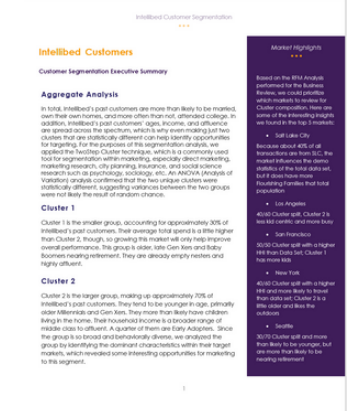 Intellibed Customer Segmentation
Intellibed Customers
Customer Segmentation Executive Summary
Aggregate Analysis
In total, Intellibed's past customers are more than likely to be married,
own their own homes, and more often than not, attended college. In
addition, Intellibed's past customers' ages, income, and affluence
are spread across the spectrum, which is why even making just two
clusters that are statistically different can help identify opportunities
for targeting. For the purposes of this segmentation analysis, we
applied the TwoStep Cluster technique, which is a commonly used
tool for segmentation within marketing, especially direct marketing,
marketing research, city planning, insurance, and social-science
research such as psychology, sociology, etc. An ANOVA (Analysis of
Variation) analysis confirmed that the two unique clusters were
statistically different, suggesting variances between the two groups
were not likely the result of random chance.
Cluster 1
Cluster 1 is the smaller group, accounting for approximately 30% of
Intellibed's past customers. Their average total spend is a little higher
than Cluster 2, though, so growing this market will only help improve
overall performance. This group is older, late Gen Xers and Baby
Boomers nearing retirement. They are already empty nesters and
highly affluent.
Cluster 2
Cluster 2 is the larger group, making up approximately 70% of
Intellibed's past customers. They tend to be younger in age, primarily
older Millennials and Gen Xers. They more than likely have children
living in the home. Their household income is a broader range of
middle class to affluent. A quarter of them are Early Adopters. Since
the group is so broad and behaviorally diverse, we analyzed the
group by identifying the dominant characteristics within their target
markets, which revealed some interesting opportunities for marketing
to this segment.
Market Highlights
Based on the RFM Analysis
performed for the Business
Review, we could prioritize
which markets to review for
Cluster composition. Here are
some of the interesting insights
we found in the top 5 markets:
• Salt Lake City
Because about 40% of all
transactions are from SLC, the
market influences the demo
statistics of the total data set,
but it does have more
Flourishing Families that total
population
• Los Angeles
40/60 Cluster split, Cluster 2 is
less kid centric and more busy
• San Francisco
50/50 Cluster split with a higher
HHI than Data Set; Cluster 1
has more kids
• New York
40/60 Cluster split with a higher
HHI and more likely to travel
than data set; Cluster 2 is a
little older and likes the
outdoors
• Seattle
30/70 Cluster split and more
than likely to be younger, but
are more than likely to be
nearing retirement
1